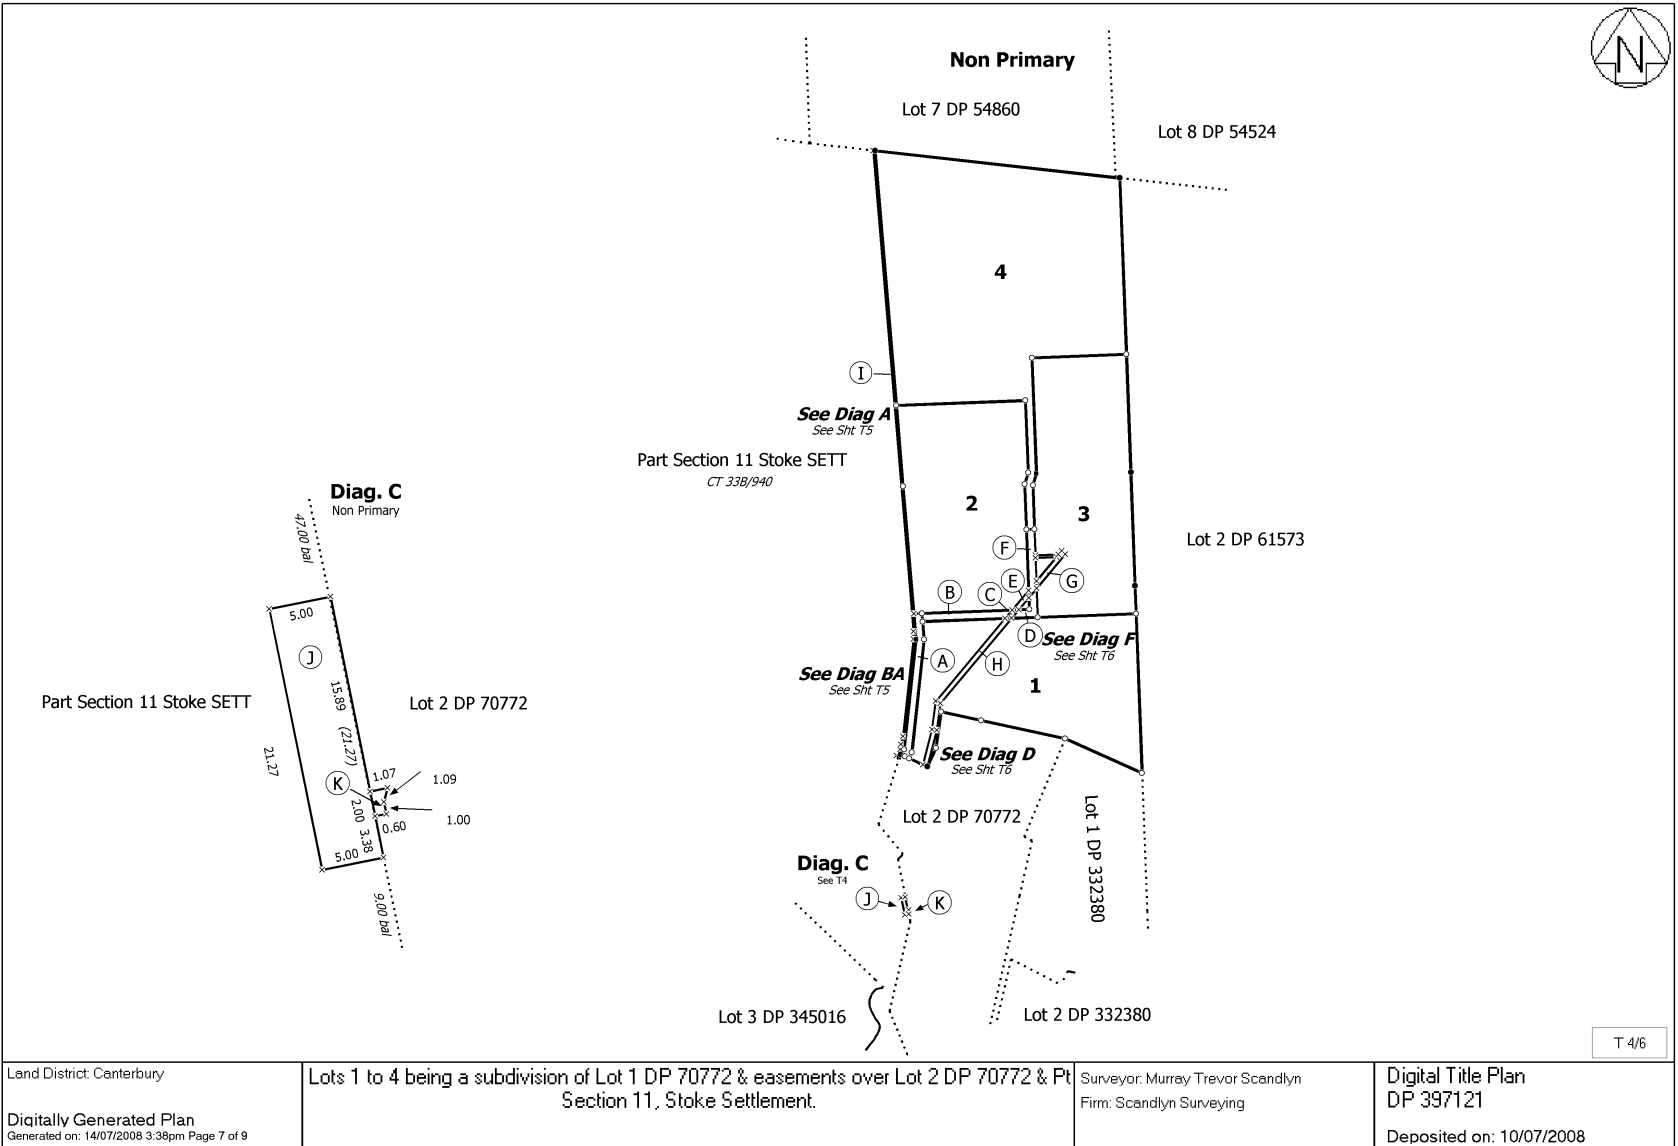 N
Non Primary
Lot 7 DP 54860
Lot 8 DP 54524
4
I
See Diag A
See Sht T5
Part Section 11 Stoke SETT
CT 33B/940
2
3
Lot 2 DP 61573
F
G
E
B
C
D
See Diag F
See Sht T6
A
H
See Diag BA
See Sht T5
1
See Diag D
See Sht T6
Lot 2 DP 70772
Lot 1 DP 332380
Diag. C
See T4
J
K
Lot 3 DP 345016
Lot 2 DP 332380
Diag. C
Non Primary
47.00 bal
5.00
J
15.89
(21.27)
Part Section 11 Stoke SETT
Lot 2 DP 70772
21.27
K
1.07
1.09
2.00
1.00
0.60
3.38
5.00
9.00 bal
T 4/6
Land District: Canterbury
Digitally Generated Plan
Generated on: 14/07/2008 3:38pm Page 7 of 9
Lots 1 to 4 being a subdivision of Lot 1 DP 70772 & easements over Lot 2 DP 70772 & Pt
Section 11, Stoke Settlement.
Surveyor: Murray Trevor Scandlyn
Firm: Scandlyn Surveying
Digital Title Plan
DP 397121
Deposited on: 10/07/2008